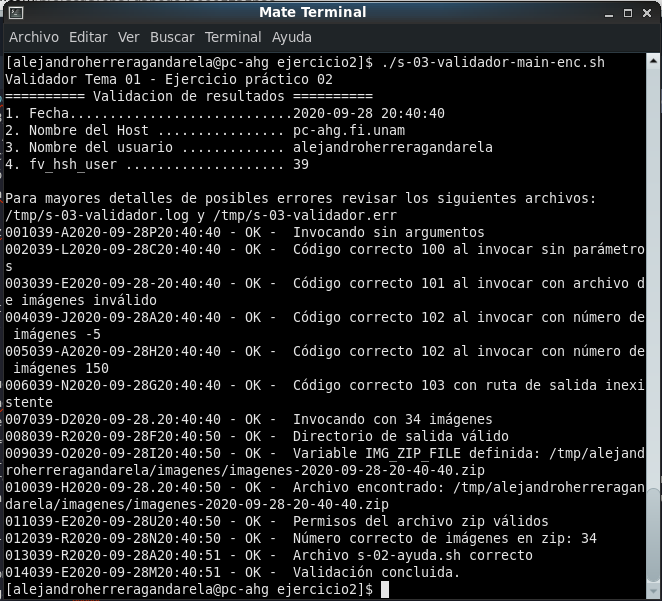 Mate Terminal
Archivo Editar Ver Buscar Terminal Ayuda
[alejandroherreragandarela@pc-ahg ejercicio2]$ ./s-03-validador-main-enc.sh
Validador Tema 01 - Ejercicio práctico 02
========== Validacion de resultados ==========
1. Fecha............................2020-09-28 20:40:40
2. Nombre del Host ................ pc-ahg.fi.unam
3. Nombre del usuario ............. alejandroherreragandarela
4. fv_hsh_user .................... 39
Para mayores detalles de posibles errores revisar los siguientes archivos:
/tmp/s-03-validador.log y /tmp/s-03-validador.err
001039-A2020-09-28P20:40:40 - OK -  Invocando sin argumentos
002039-L2020-09-28C20:40:40 - OK -  Código correcto 100 al invocar sin parámetro
s
003039-E2020-09-28-20:40:40 - OK -  Código correcto 101 al invocar con archivo d
e imágenes inválido
004039-J2020-09-28A20:40:40 - OK -  Código correcto 102 al invocar con número de
 imágenes -5
005039-A2020-09-28H20:40:40 - OK -  Código correcto 102 al invocar con número de
 imágenes 150
006039-N2020-09-28G20:40:40 - OK -  Código correcto 103 con ruta de salida inexi
stente
007039-D2020-09-28.20:40:40 - OK -  Invocando con 34 imágenes
008039-R2020-09-28F20:40:50 - OK -  Directorio de salida válido
009039-O2020-09-28I20:40:50 - OK -  Variable IMG_ZIP_FILE definida: /tmp/alejand
roherreragandarela/imagenes/imagenes-2020-09-28-20-40-40.zip
010039-H2020-09-28.20:40:50 - OK -  Archivo encontrado: /tmp/alejandroherreragan
darela/imagenes/imagenes-2020-09-28-20-40-40.zip
011039-E2020-09-28U20:40:50 - OK -  Permisos del archivo zip válidos
012039-R2020-09-28N20:40:50 - OK -  Número correcto de imágenes en zip: 34
013039-R2020-09-28A20:40:51 - OK -  Archivo s-02-ayuda.sh correcto
014039-E2020-09-28M20:40:51 - OK -  Validación concluida.
[alejandroherreragandarela@pc-ahg ejercicio2]$